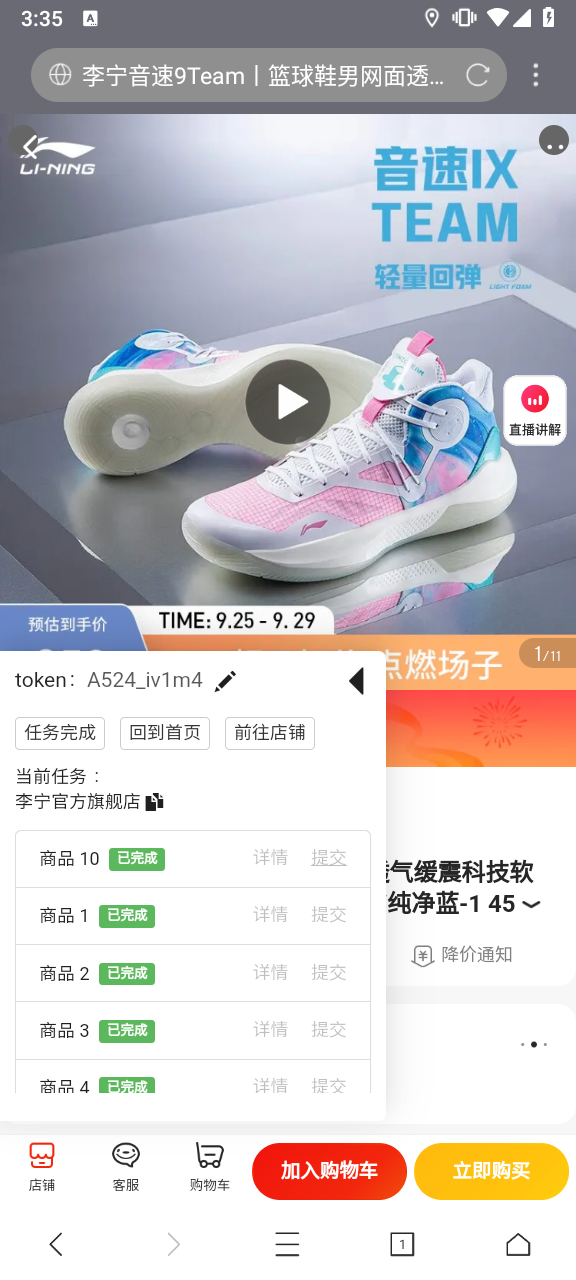 3:35
A
李宁音速9Team丨篮球鞋男网面透…
LI-NING
音速IX
TEAM
轻量回弹
LIGHT FOAM
直播讲解
预估到手价
TIME: 9.25 - 9. 29
点燃场子
1/11
token: A524_iv1m4
任务完成
回到首页
前往店铺
当前任务：
李宁官方旗舰店
商品 10 已完成 详情 提交
商品 1 已完成 详情 提交
商品 2 已完成 详情 提交
商品 3 已完成 详情 提交
商品 4 已完成 详情 提交
气缓震科技软
纯净蓝-1 45
降价通知
店铺
客服
购物车
加入购物车
立即购买
1